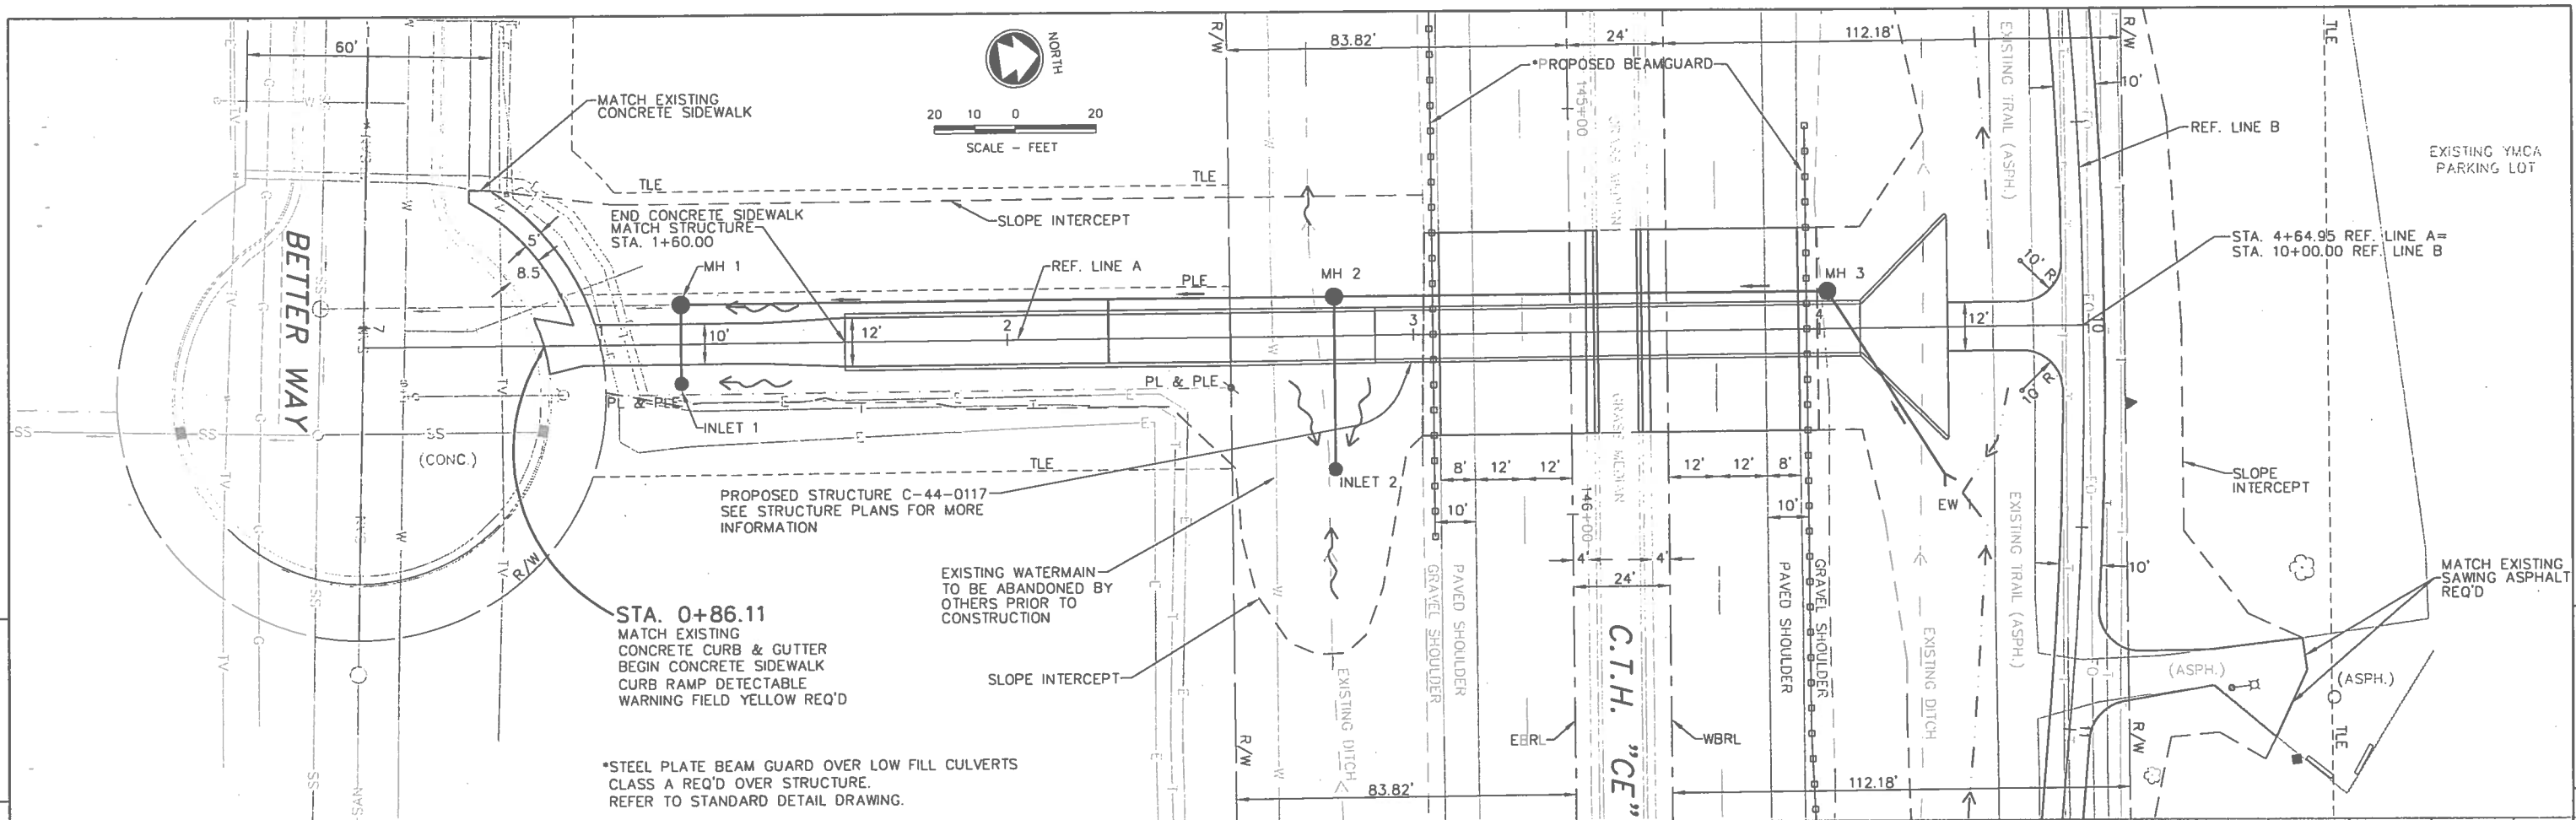 60'
R/W
83.82'
24'
112.18'
R/W
TLE
NORTH
20 10 0 20
SCALE - FEET
*PROPOSED BEAMGUARD
145+00
EXISTING TRAIL (ASPH.)
10'
REF. LINE B
EXISTING YMCA
PARKING LOT
MATCH EXISTING
CONCRETE SIDEWALK
TLE
TLE
SLOPE INTERCEPT
END CONCRETE SIDEWALK
MATCH STRUCTURE
STA. 1+60.00
5'
8.5'
MH 1
REF. LINE A
PLE
MH 2
MH 3
10' R
STA. 4+64.95 REF. LINE A=
STA. 10+00.00 REF. LINE B
BETTER WAY
10'
12'
2
3
4
12'
10' R
PL & PLE
PL & PLE
INLET 1
SS
SS
SS
(CONC.)
TLE
INLET 2
PROPOSED STRUCTURE C-44-0117
SEE STRUCTURE PLANS FOR MORE
INFORMATION
8' 12' 12'
12' 12' 8'
10'
10'
GRASS MEDIAN
146+00
EW
SLOPE
INTERCEPT
EXISTING WATERMAIN
TO BE ABANDONED BY
OTHERS PRIOR TO
CONSTRUCTION
4'
4'
24'
10'
MATCH EXISTING
SAWING ASPHALT
REQ'D
R/W
STA. 0+86.11
MATCH EXISTING
CONCRETE CURB & GUTTER
BEGIN CONCRETE SIDEWALK
CURB RAMP DETECTABLE
WARNING FIELD YELLOW REQ'D
SLOPE INTERCEPT
GRAVEL SHOULDER
PAVED SHOULDER
PAVED SHOULDER
GRAVEL SHOULDER
EXISTING DITCH
EXISTING TRAIL (ASPH.)
EXISTING DITCH
C.T.H. "CE"
(ASPH.)
(ASPH.)
EBRL
WBRL
R/W
R/W
TLE
*STEEL PLATE BEAM GUARD OVER LOW FILL CULVERTS
CLASS A REQ'D OVER STRUCTURE.
REFER TO STANDARD DETAIL DRAWING.
83.82'
112.18'